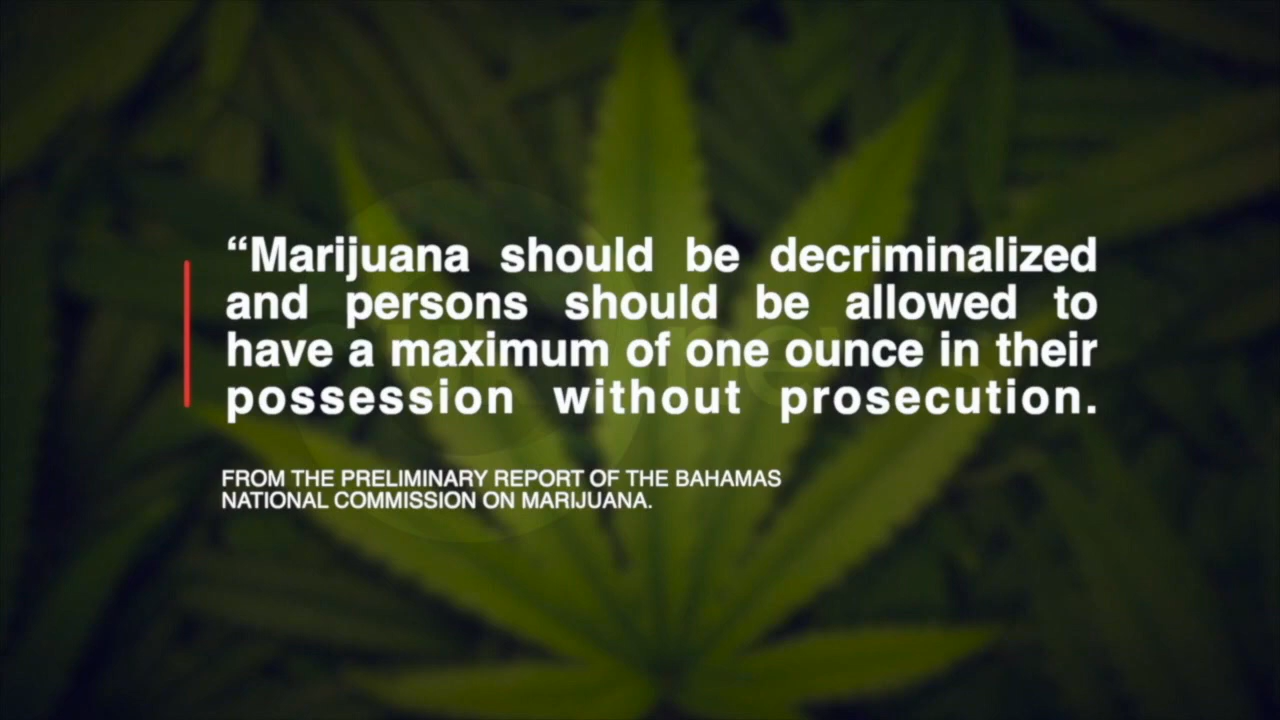 “Marijuana should be decriminalized
and persons should be allowed to
have a maximum of one ounce in their
possession without prosecution.
FROM THE PRELIMINARY REPORT OF THE BAHAMAS
NATIONAL COMMISSION ON MARIJUANA.